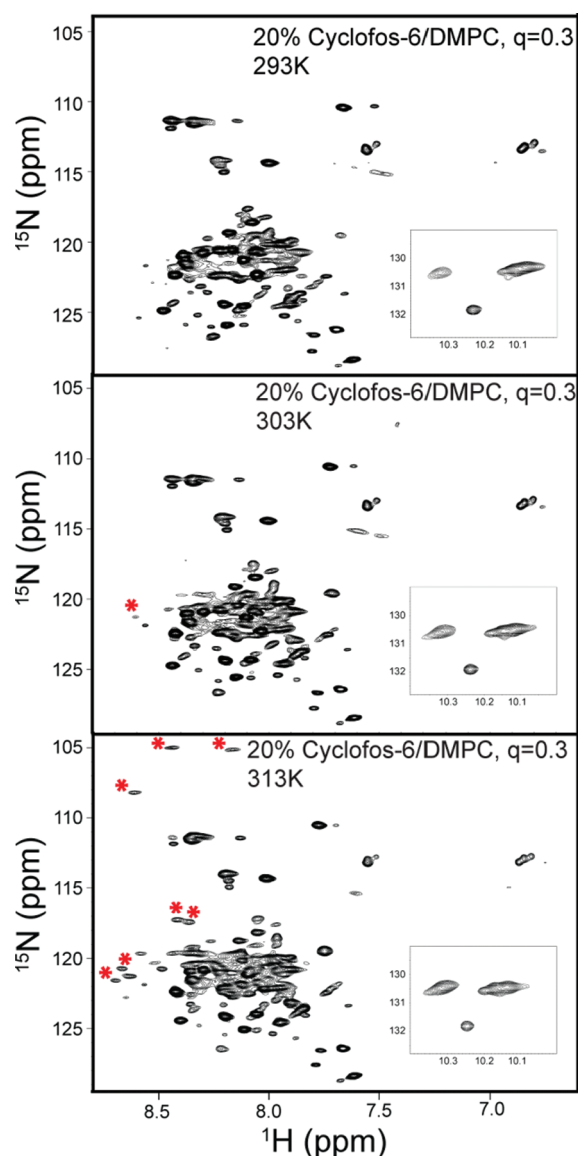 20% Cyclofos-6/DMPC, q=0.3
293K
105
110
115
120
125
15N (ppm)
130
131
132
10.3 10.2 10.1
20% Cyclofos-6/DMPC, q=0.3
303K
105
110
115
120
125
15N (ppm)
*
130
131
132
10.3 10.2 10.1
20% Cyclofos-6/DMPC, q=0.3
313K
105
110
115
120
125
15N (ppm)
* *
*
* *
* *
130
131
132
10.3 10.2 10.1
8.5 8.0 7.5 7.0
1H (ppm)